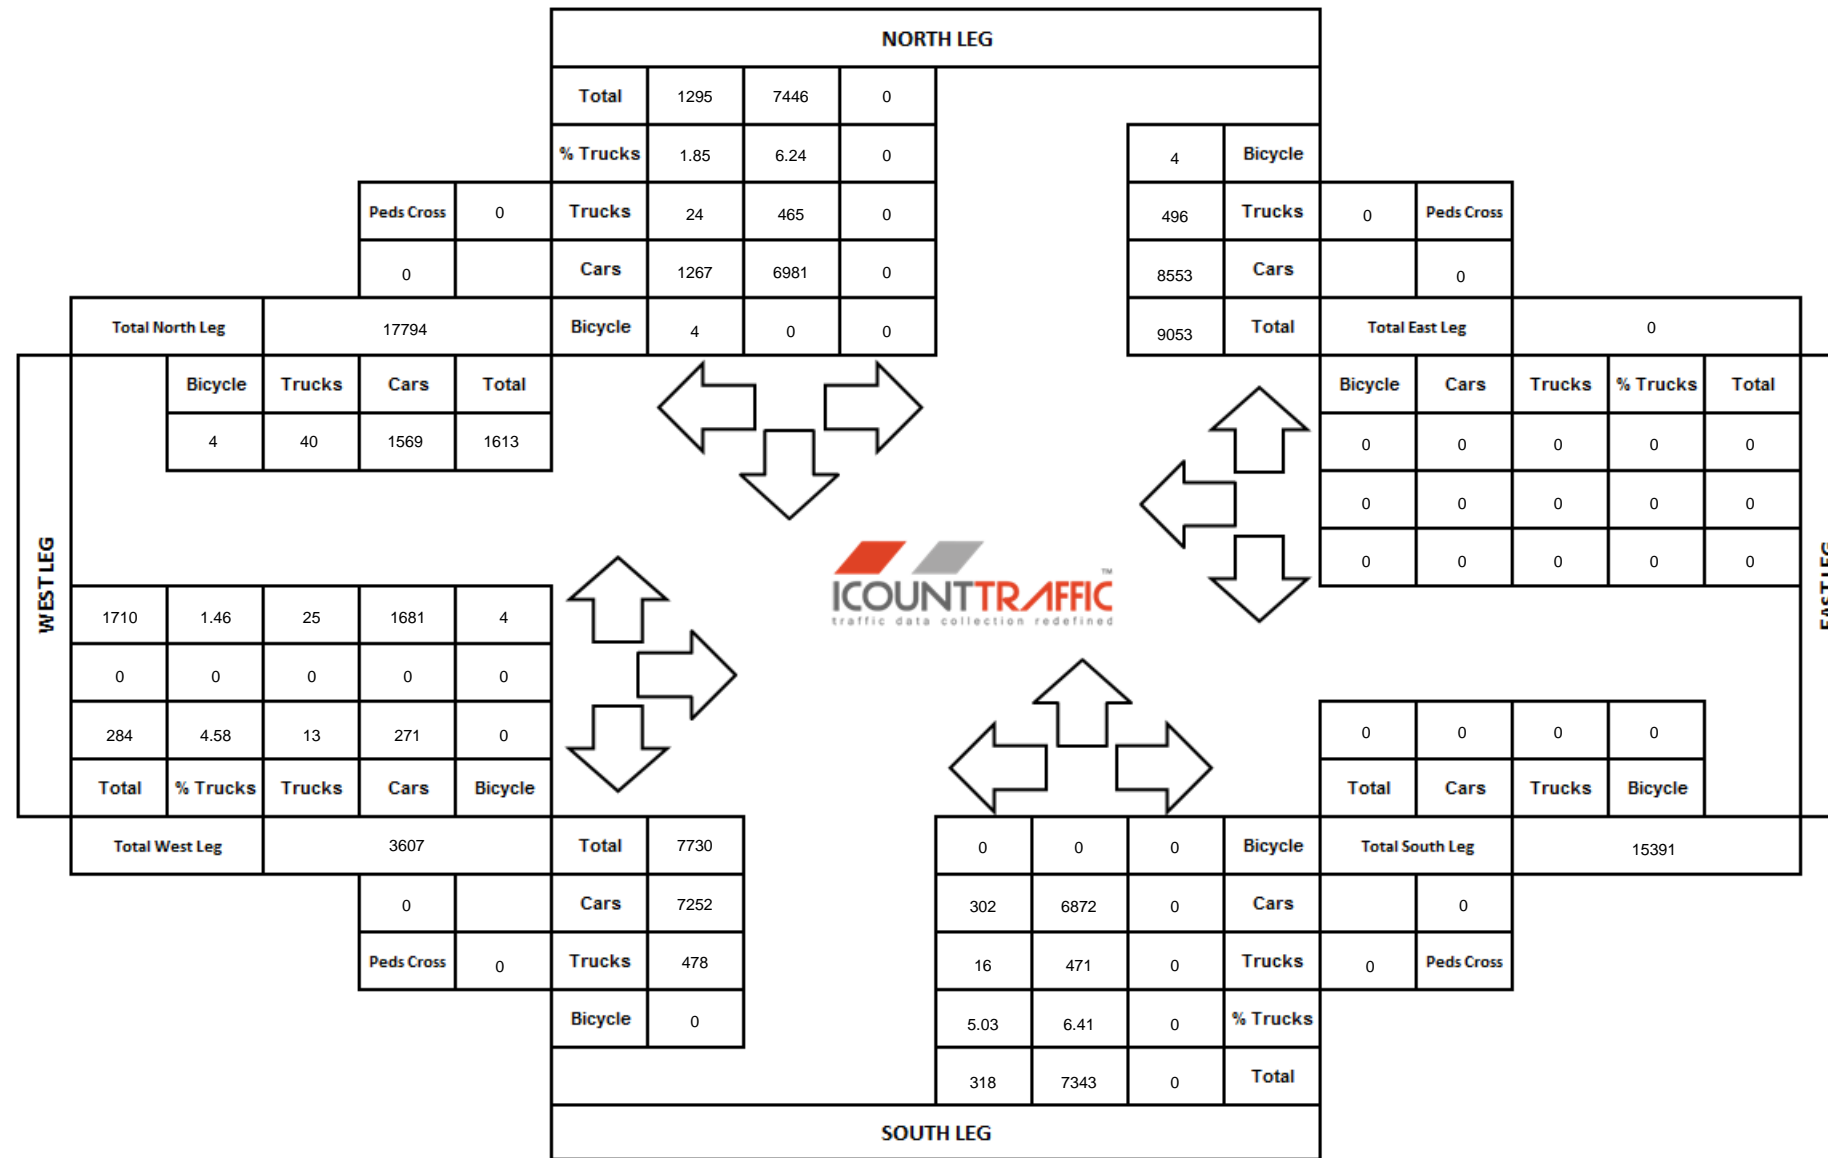 NORTH LEG
Total 1295 7446 0
% Trucks 1.85 6.24 0 4 Bicycle
Peds Cross 0 Trucks 24 465 0 496 Trucks 0 Peds Cross
0 Cars 1267 6981 0 8553 Cars 0
Total North Leg 17794 Bicycle 4 0 0 9053 Total Total East Leg 0
Bicycle Trucks Cars Total Bicycle Cars Trucks % Trucks Total
4 40 1569 1613 0 0 0 0 0
0 0 0 0 0
0 0 0 0 0
WEST LEG
EAST LEG
ICOUNTTRAFFIC™
traffic data collection redefined
1710 1.46 25 1681 4
0 0 0 0 0
284 4.58 13 271 0 0 0 0 0
Total % Trucks Trucks Cars Bicycle Total Cars Trucks Bicycle
Total West Leg 3607 Total 7730 0 0 0 Bicycle Total South Leg 15391
0 Cars 7252 302 6872 0 Cars 0
Peds Cross 0 Trucks 478 16 471 0 Trucks 0 Peds Cross
Bicycle 0 5.03 6.41 0 % Trucks
318 7343 0 Total
SOUTH LEG